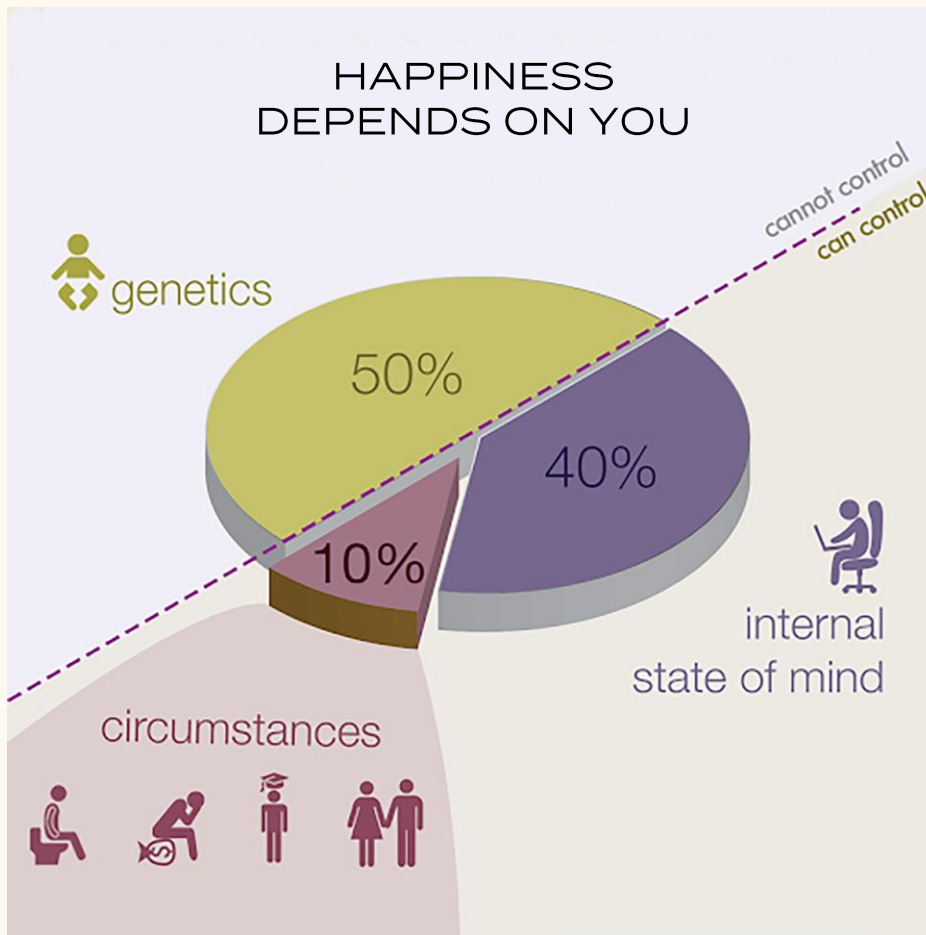 HAPPINESS
DEPENDS ON YOU
cannot control
can control
genetics
50%
40%
10%
internal
state of mind
circumstances
$